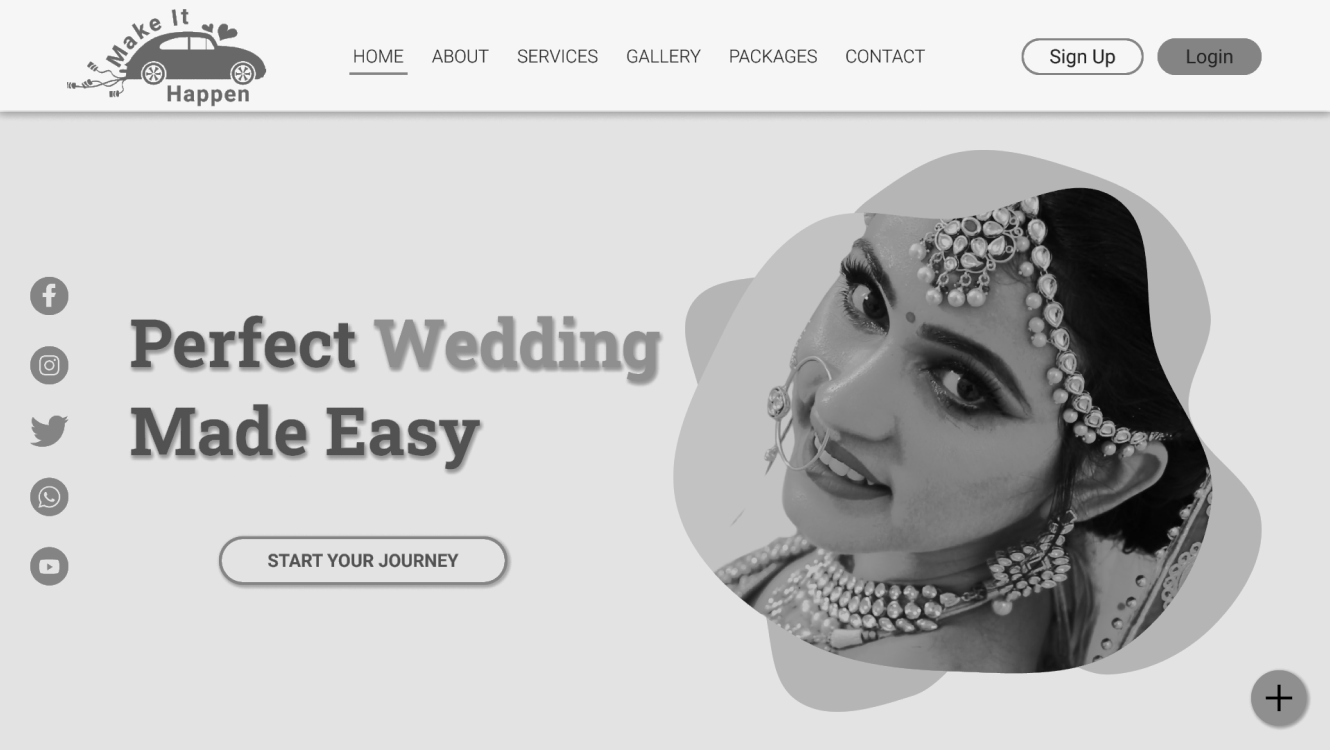 Make It
Happen
HOME ABOUT SERVICES GALLERY PACKAGES CONTACT
Sign Up
Login
Perfect Wedding
Made Easy
START YOUR JOURNEY